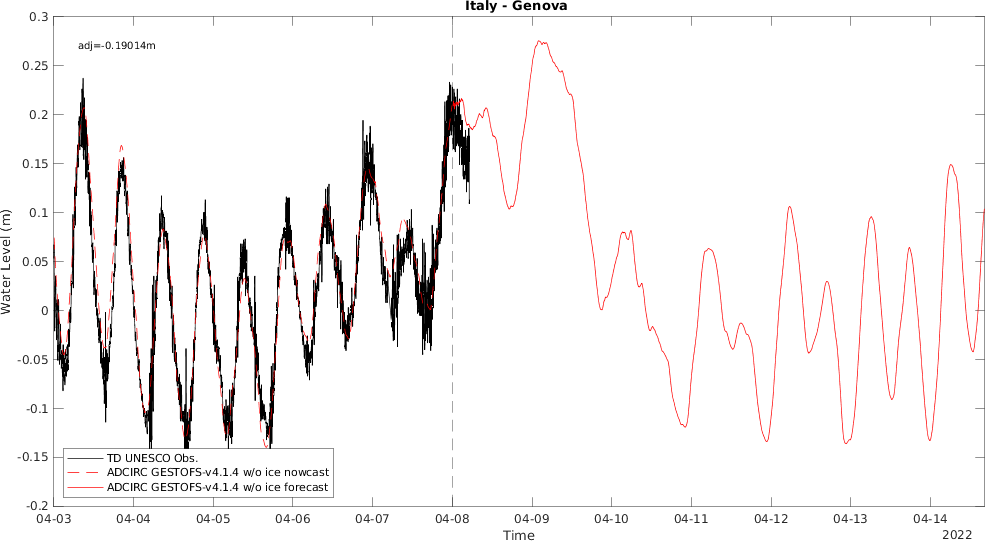 Italy - Genova
adj=-0.19014m
0.3
0.25
0.2
0.15
0.1
0.05
0
-0.05
-0.1
-0.15
-0.2
Water Level (m)
TD UNESCO Obs.
ADCIRC GESTOFS-v4.1.4 w/o ice nowcast
ADCIRC GESTOFS-v4.1.4 w/o ice forecast
04-03 04-04 04-05 04-06 04-07 04-08 04-09 04-10 04-11 04-12 04-13 04-14
Time
2022